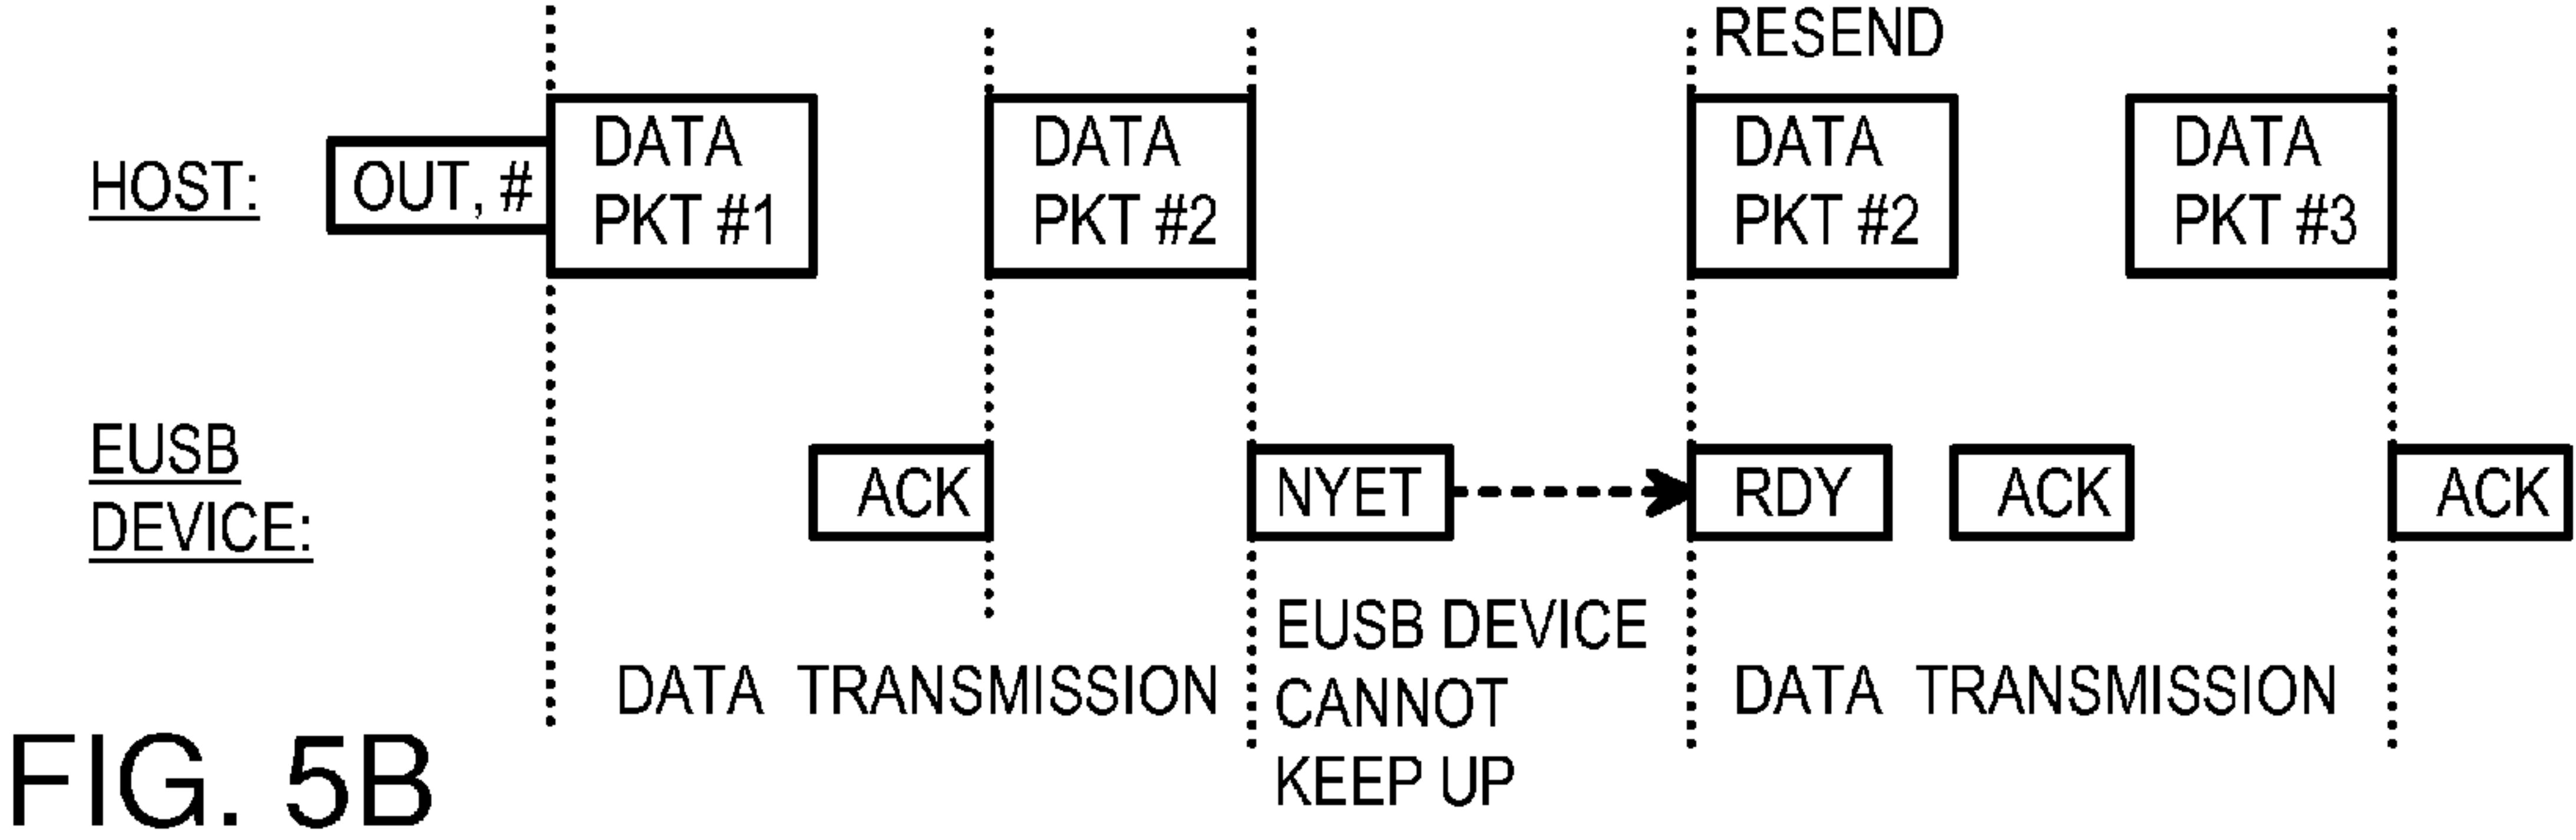 RESEND
HOST:
OUT, #
DATA
PKT #1
DATA
PKT #2
DATA
PKT #2
DATA
PKT #3
EUSB
DEVICE:
ACK
NYET
RDY
ACK
ACK
DATA TRANSMISSION
EUSB DEVICE
CANNOT
KEEP UP
DATA TRANSMISSION
FIG. 5B